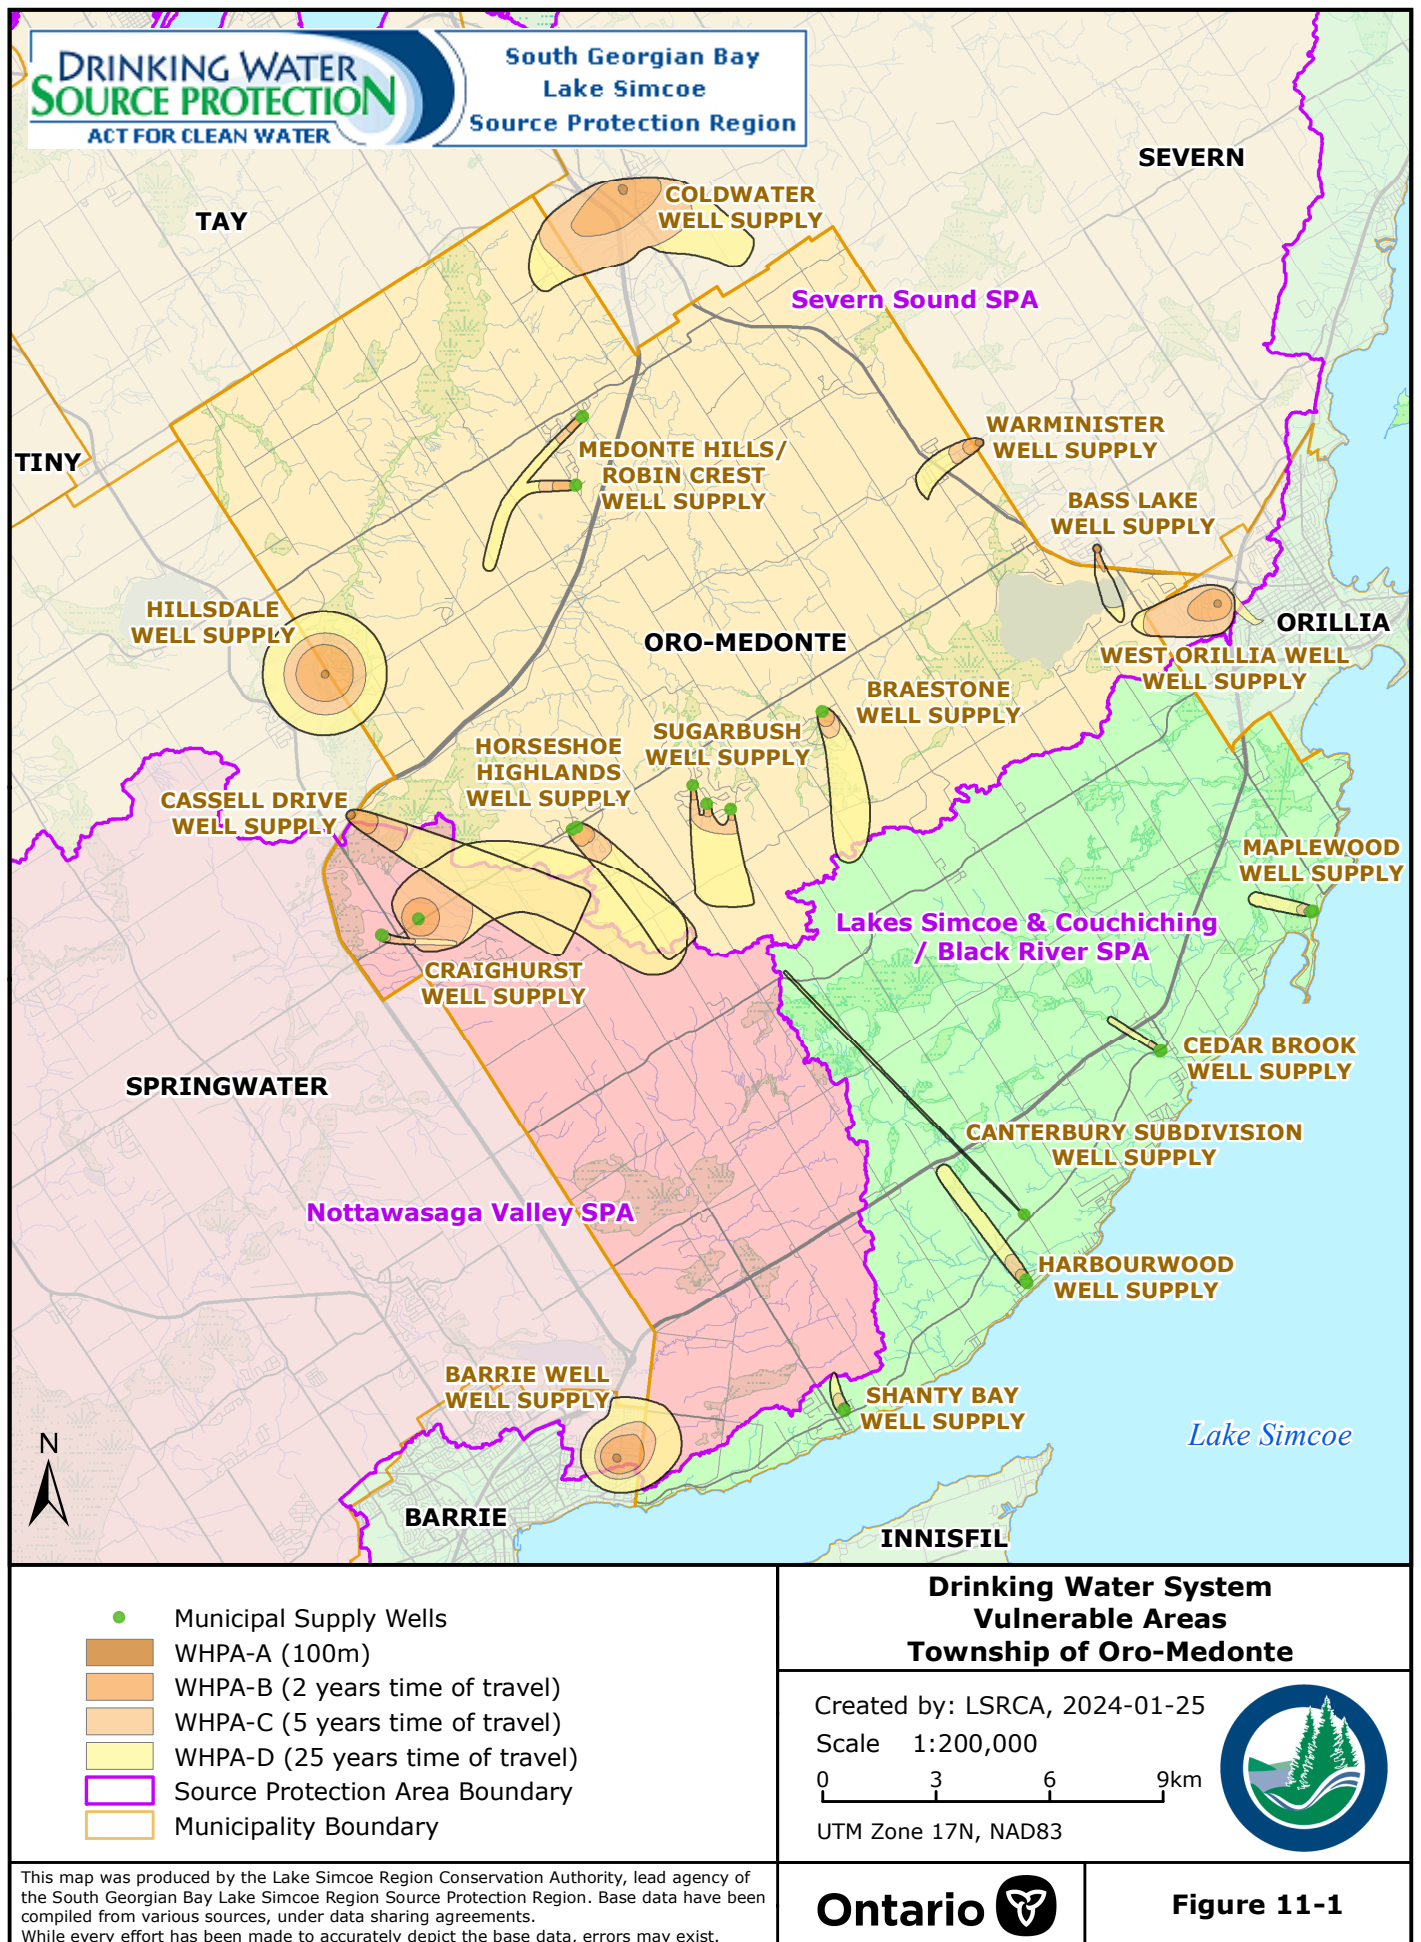 DRINKING WATER
SOURCE PROTECTION
ACT FOR CLEAN WATER
South Georgian Bay
Lake Simcoe
Source Protection Region
SEVERN
TAY
COLDWATER
WELL SUPPLY
Severn Sound SPA
TINY
MEDONTE HILLS/
ROBIN CREST
WELL SUPPLY
WARMINISTER
WELL SUPPLY
BASS LAKE
WELL SUPPLY
HILLSDALE
WELL SUPPLY
ORO-MEDONTE
ORILLIA
WEST ORILLIA WELL
WELL SUPPLY
BRAESTONE
WELL SUPPLY
SUGARBUSH
WELL SUPPLY
HORSESHOE
HIGHLANDS
WELL SUPPLY
CASSELL DRIVE
WELL SUPPLY
MAPLEWOOD
WELL SUPPLY
Lakes Simcoe & Couchiching
/ Black River SPA
CRAIGHURST
WELL SUPPLY
CEDAR BROOK
WELL SUPPLY
SPRINGWATER
CANTERBURY SUBDIVISION
WELL SUPPLY
Nottawasaga Valley SPA
HARBOURWOOD
WELL SUPPLY
BARRIE WELL
WELL SUPPLY
SHANTY BAY
WELL SUPPLY
Lake Simcoe
N
BARRIE
INNISFIL
Municipal Supply Wells
WHPA-A (100m)
WHPA-B (2 years time of travel)
WHPA-C (5 years time of travel)
WHPA-D (25 years time of travel)
Source Protection Area Boundary
Municipality Boundary
Drinking Water System
Vulnerable Areas
Township of Oro-Medonte
Created by: LSRCA, 2024-01-25
Scale 1:200,000
0 3 6 9km
UTM Zone 17N, NAD83
This map was produced by the Lake Simcoe Region Conservation Authority, lead agency of
the South Georgian Bay Lake Simcoe Region Source Protection Region. Base data have been
compiled from various sources, under data sharing agreements.
While every effort has been made to accurately depict the base data, errors may exist.
Ontario
Figure 11-1